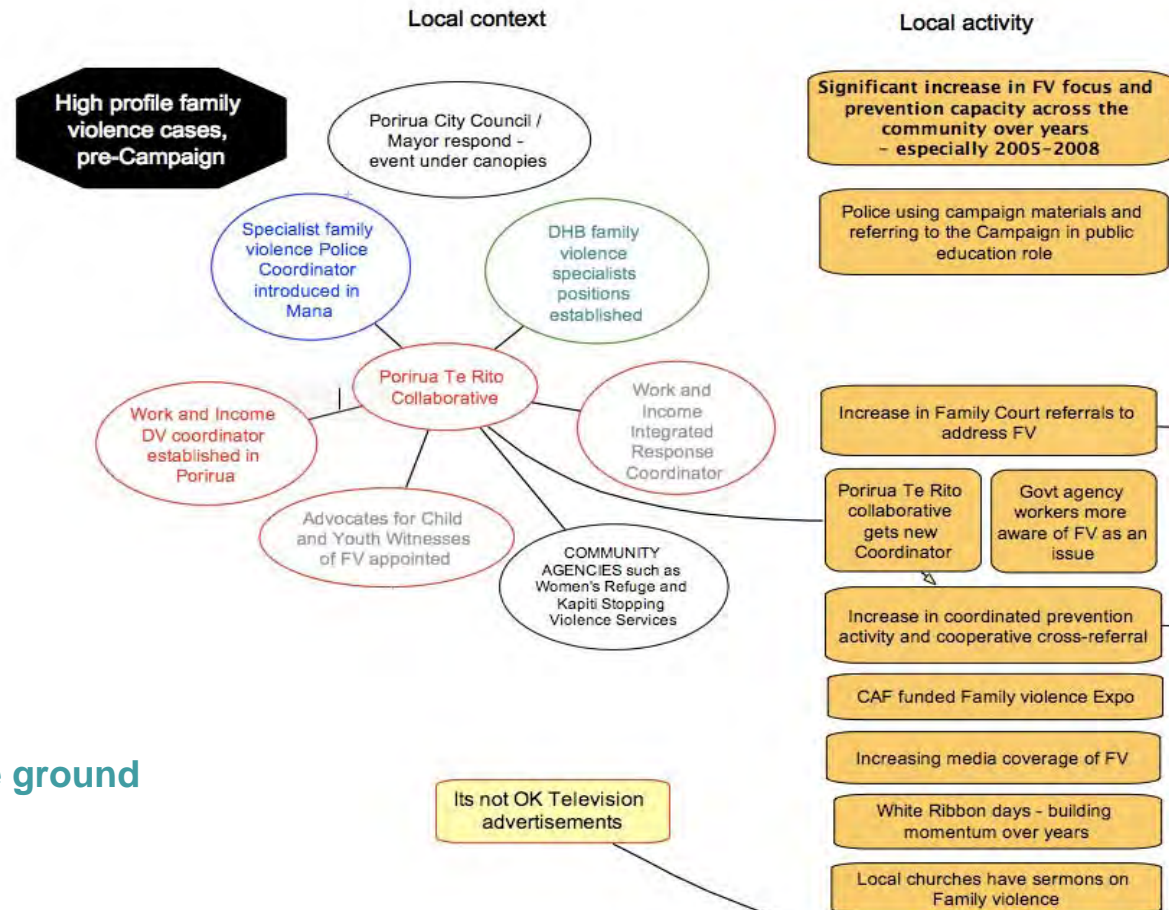 Local context
Local activity
High profile family
violence cases,
pre-Campaign
Porirua City Council /
Mayor respond -
event under canopies
Specialist family
violence Police
Coordinator
introduced in
Mana
DHB family
violence
specialists
positions
established
Porirua Te Rito
Collaborative
Work and Income
DV coordinator
established in
Porirua
Work and
Income
Integrated
Response
Coordinator
Advocates for Child
and Youth Witnesses
of FV appointed
COMMUNITY
AGENCIES such as
Women's Refuge and
Kapiti Stopping
Violence Services
ground
Its not OK Television
advertisements
Significant increase in FV focus and
prevention capacity across the
community over years
– especially 2005–2008
Police using campaign materials and
referring to the Campaign in public
education role
Increase in Family Court referrals to
address FV
Porirua Te Rito
collaborative
gets new
Coordinator
Govt agency
workers more
aware of FV as an
issue
Increase in coordinated prevention
activity and cooperative cross-referral
CAF funded Family violence Expo
Increasing media coverage of FV
White Ribbon days - building
momentum over years
Local churches have sermons on
Family violence